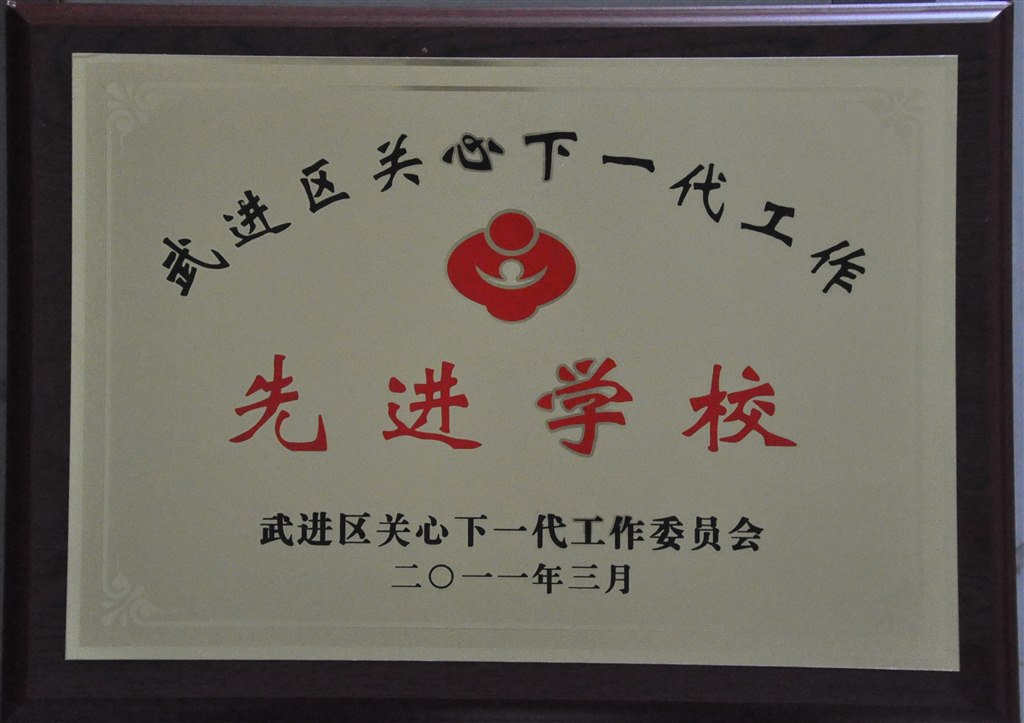 武进区关心下一代工作
先进学校
武进区关心下一代工作委员会
二〇一一年三月